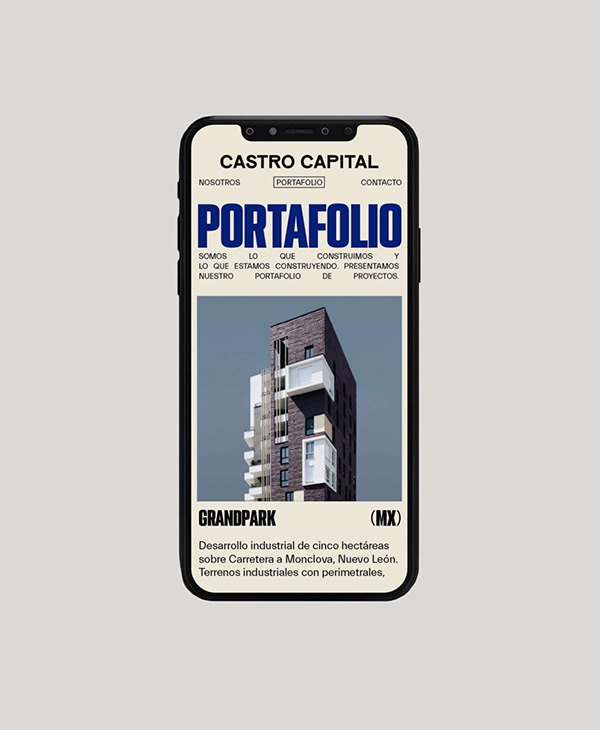 CASTRO CAPITAL
NOSOTROS PORTAFOLIO CONTACTO
PORTAFOLIO
SOMOS LO QUE CONSTRUIMOS Y
LO QUE ESTAMOS CONSTRUYENDO. PRESENTAMOS
NUESTRO PORTAFOLIO DE PROYECTOS.
GRANDPARK (MX)
Desarrollo industrial de cinco hectáreas
sobre Carretera a Monclova, Nuevo León.
Terrenos industriales con perimetrales,